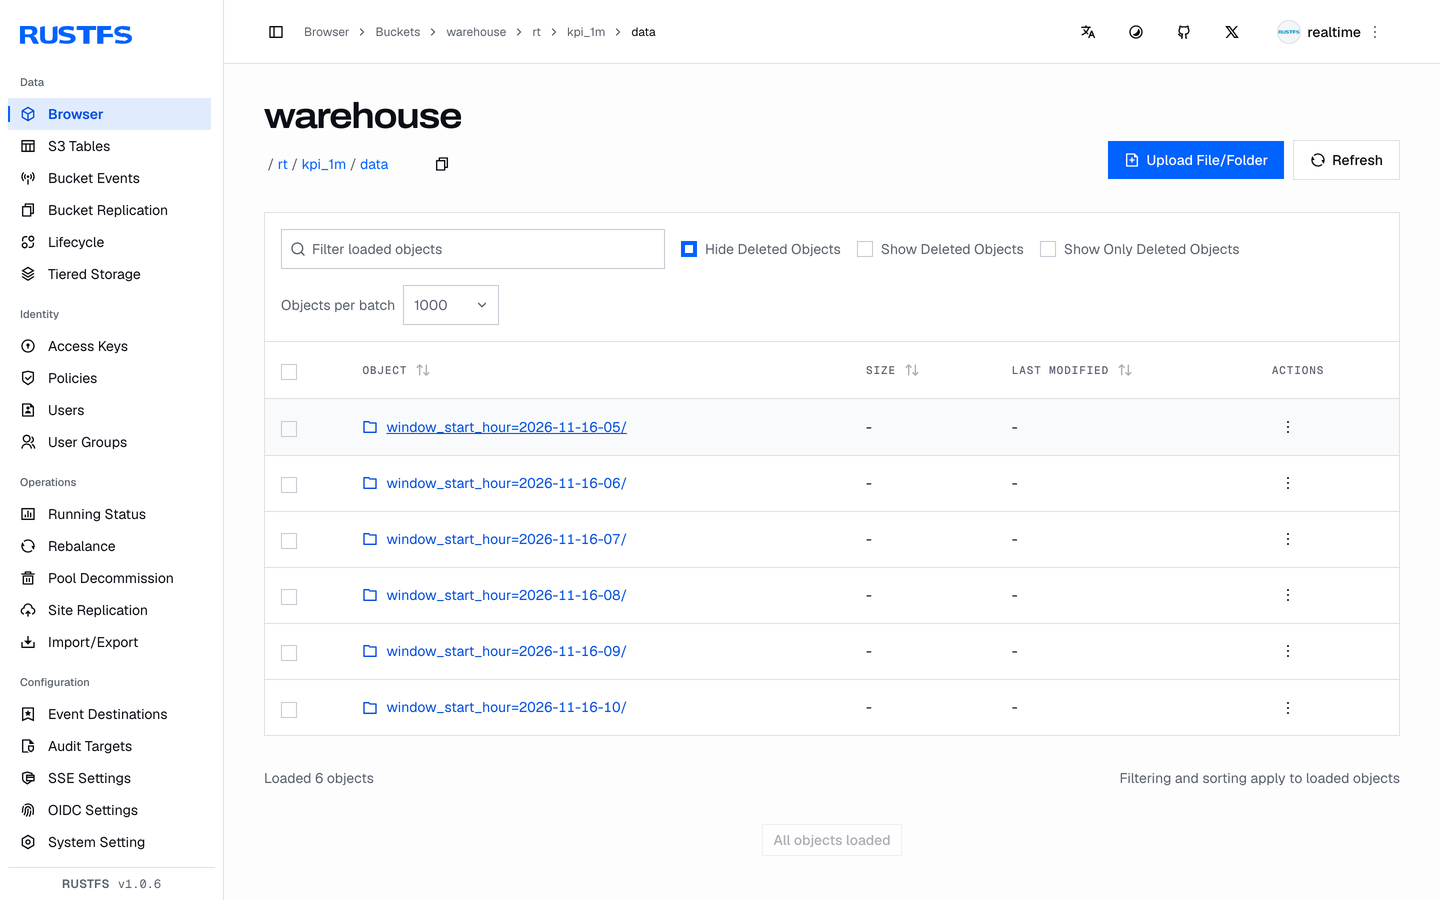 RUSTFS
Data
Browser
S3 Tables
Bucket Events
Bucket Replication
Lifecycle
Tiered Storage
Identity
Access Keys
Policies
Users
User Groups
Operations
Running Status
Rebalance
Pool Decommission
Site Replication
Import/Export
Configuration
Event Destinations
Audit Targets
SSE Settings
OIDC Settings
System Setting
RUSTFS v1.0.6
Browser > Buckets > warehouse > rt > kpi_1m > data
RUSTFS realtime
warehouse
/ rt / kpi_1m / data
Upload File/Folder
Refresh
Filter loaded objects
Hide Deleted Objects
Show Deleted Objects
Show Only Deleted Objects
Objects per batch 1000
OBJECT SIZE LAST MODIFIED ACTIONS
window_start_hour=2026-11-16-05/ - -
window_start_hour=2026-11-16-06/ - -
window_start_hour=2026-11-16-07/ - -
window_start_hour=2026-11-16-08/ - -
window_start_hour=2026-11-16-09/ - -
window_start_hour=2026-11-16-10/ - -
Loaded 6 objects
Filtering and sorting apply to loaded objects
All objects loaded